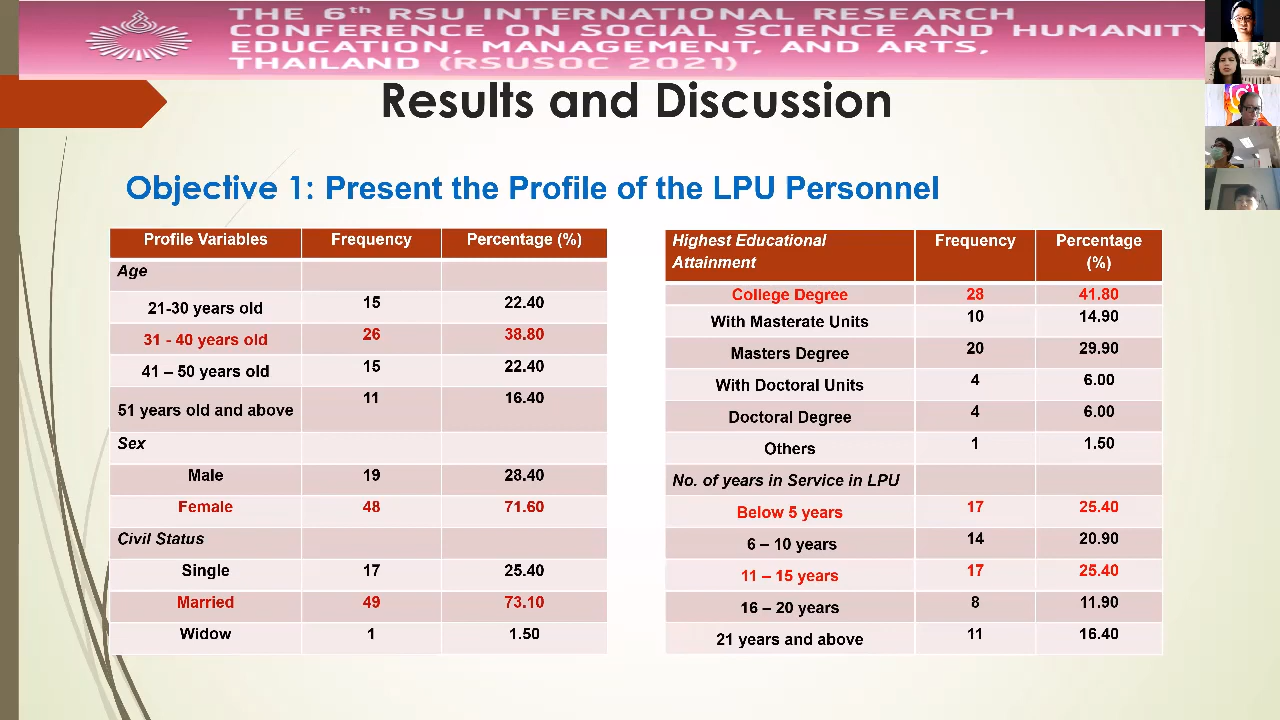 THE 6th RSU INTERNATIONAL RESEARCH
CONFERENCE ON SOCIAL SCIENCE AND HUMANITY,
EDUCATION, MANAGEMENT, AND ARTS,
THAILAND (RSUSOC 2021)
Results and Discussion
Objective 1: Present the Profile of the LPU Personnel
Profile Variables Frequency Percentage (%)
Age
21-30 years old 15 22.40
31 - 40 years old 26 38.80
41 – 50 years old 15 22.40
51 years old and above 11 16.40
Sex
Male 19 28.40
Female 48 71.60
Civil Status
Single 17 25.40
Married 49 73.10
Widow 1 1.50
Highest Educational Frequency Percentage
Attainment (%)
College Degree 28 41.80
With Masterate Units 10 14.90
Masters Degree 20 29.90
With Doctoral Units 4 6.00
Doctoral Degree 4 6.00
Others 1 1.50
No. of years in Service in LPU
Below 5 years 17 25.40
6 – 10 years 14 20.90
11 – 15 years 17 25.40
16 – 20 years 8 11.90
21 years and above 11 16.40